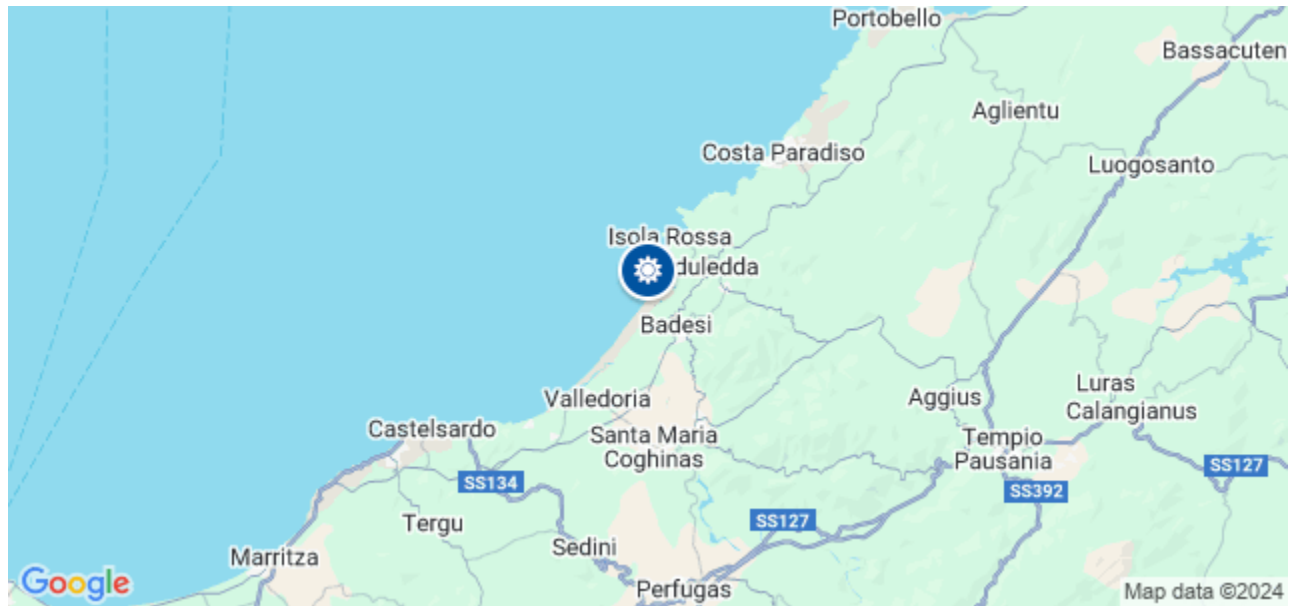 Portobello
Bassacuten
Aglientu
Costa Paradiso
Luogosanto
Isola Rossa
duledda
Badesi
Luras
Valledoria
Aggius
Calangianus
Castelsardo
Santa Maria
Coghinas
Tempio
Pausania
SS127
SS134
SS392
Tergu
SS127
Sedini
Marritza
Perfugas
Google
Map data ©2024